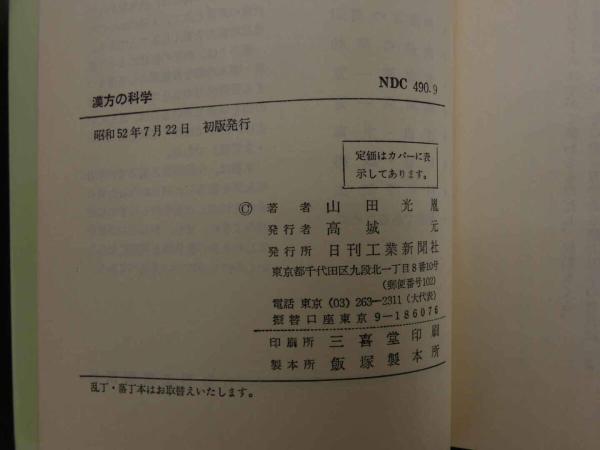 漢方の科学
NDC 490.9
昭和52年7月22日 初版発行
定価はカバーに表
示してあります。
© 著者 山田光胤
発行者 高城元
発行所 日刊工業新聞社
東京都千代田区九段北一丁目8番10号
(郵便番号102)
電話 東京 (03) 263−2311 (大代表)
振替口座東京 9−186076
印刷所 三喜堂印刷
製本所 飯塚製本所
乱丁・落丁本はお取替えいたします。